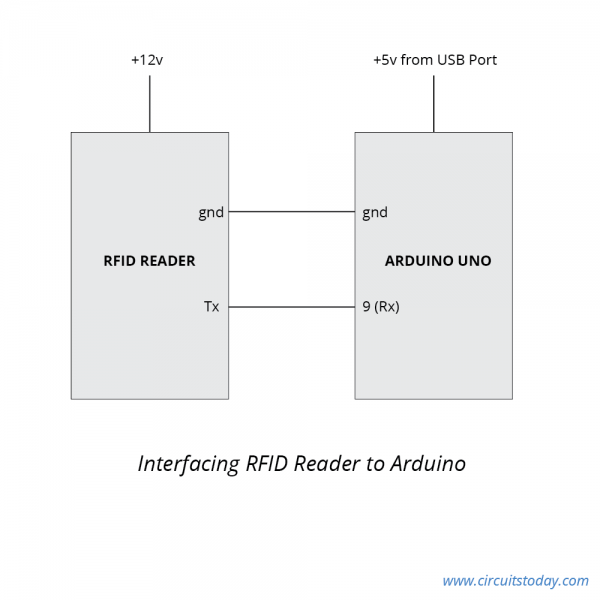 +12v
+5v from USB Port
gnd
gnd
RFID READER
ARDUINO UNO
Tx
9 (Rx)
Interfacing RFID Reader to Arduino
www.circuitstoday.com